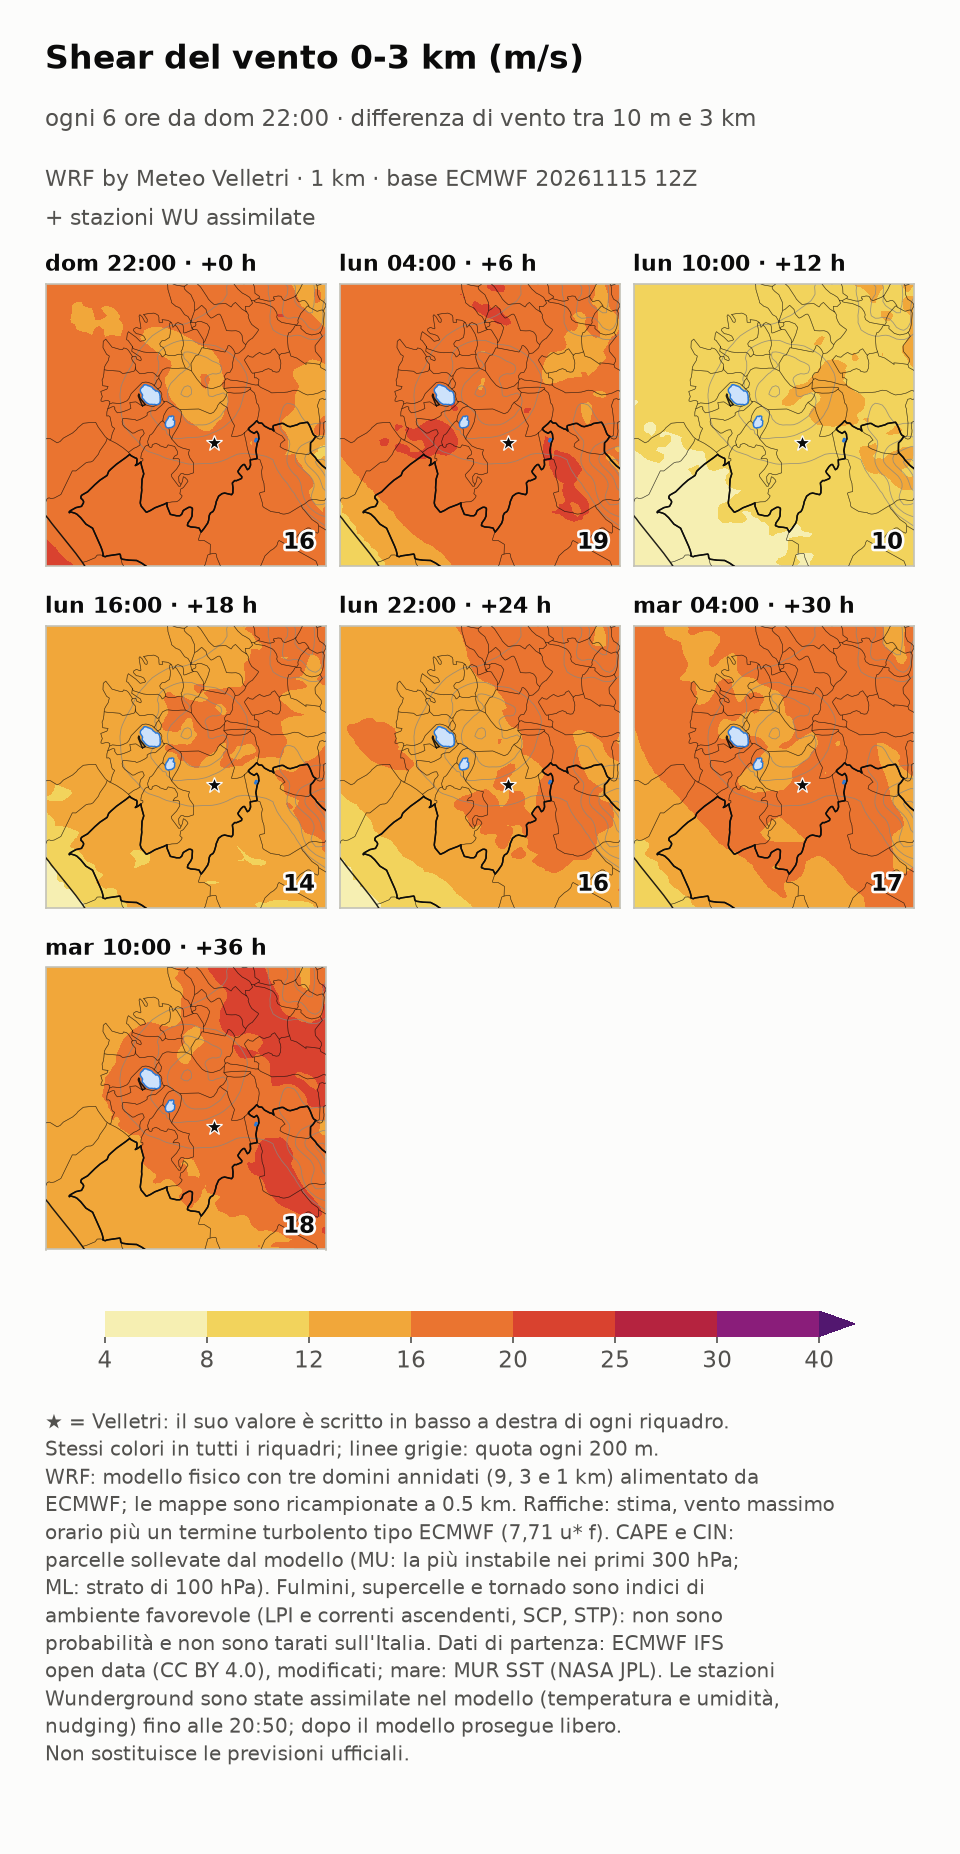 Shear del vento 0-3 km (m/s)
ogni 6 ore da dom 22:00 · differenza di vento tra 10 m e 3 km
WRF by Meteo Velletri · 1 km · base ECMWF 20261115 12Z
+ stazioni WU assimilate
dom 22:00 · +0 h
lun 04:00 · +6 h
lun 10:00 · +12 h
16
19
10
lun 16:00 · +18 h
lun 22:00 · +24 h
mar 04:00 · +30 h
14
16
17
mar 10:00 · +36 h
18
4 8 12 16 20 25 30 40
★ = Velletri: il suo valore è scritto in basso a destra di ogni riquadro.
Stessi colori in tutti i riquadri; linee grigie: quota ogni 200 m.
WRF: modello fisico con tre domini annidati (9, 3 e 1 km) alimentato da
ECMWF; le mappe sono ricampionate a 0.5 km. Raffiche: stima, vento massimo
orario più un termine turbolento tipo ECMWF (7,71 u* f). CAPE e CIN:
parcelle sollevate dal modello (MU: la più instabile nei primi 300 hPa;
ML: strato di 100 hPa). Fulmini, supercelle e tornado sono indici di
ambiente favorevole (LPI e correnti ascendenti, SCP, STP): non sono
probabilità e non sono tarati sull'Italia. Dati di partenza: ECMWF IFS
open data (CC BY 4.0), modificati; mare: MUR SST (NASA JPL). Le stazioni
Wunderground sono state assimilate nel modello (temperatura e umidità,
nudging) fino alle 20:50; dopo il modello prosegue libero.
Non sostituisce le previsioni ufficiali.